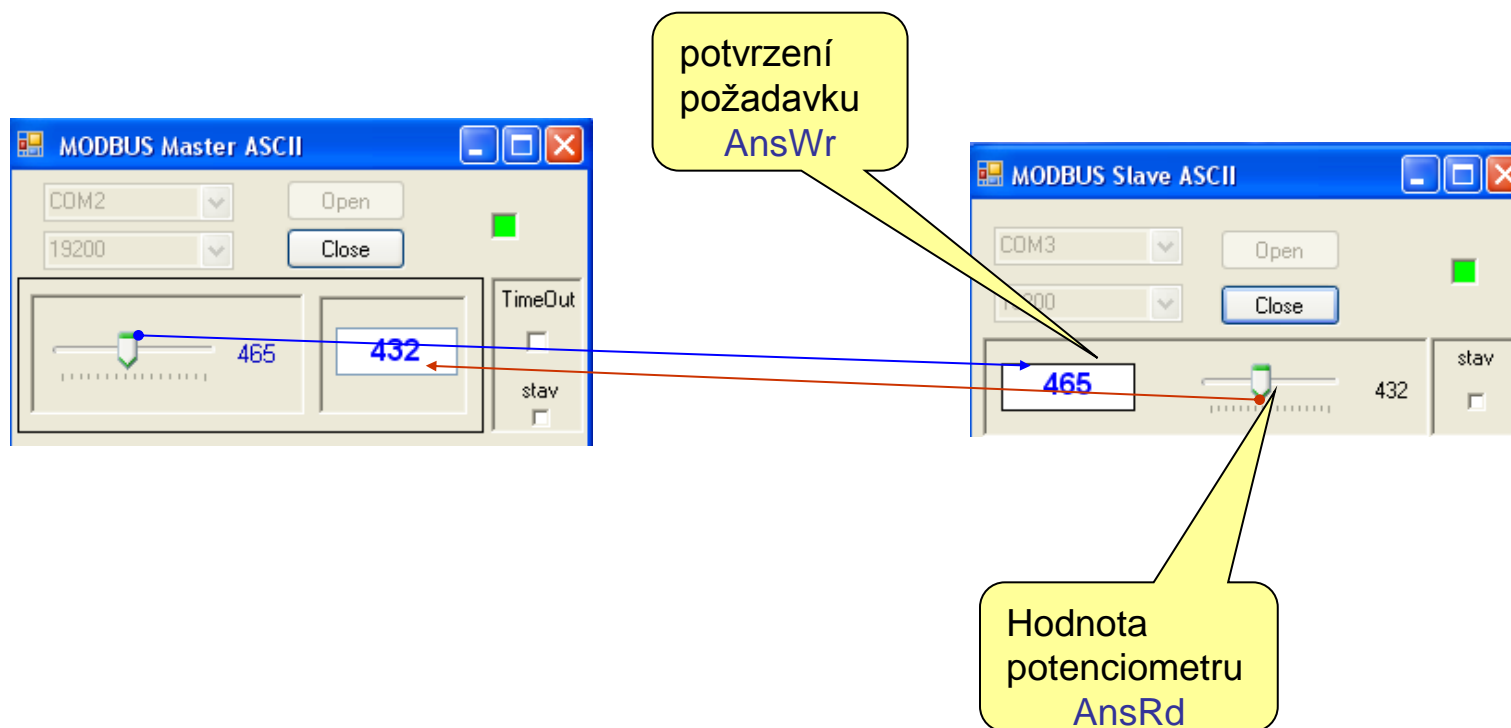 potvrzení
požadavku
AnsWr
MODBUS Master ASCII
COM2
Open
19200
Close
465
432
TimeOut
stav
MODBUS Slave ASCII
COM3
Open
Close
465
432
stav
Hodnota
potenciometru
AnsRd